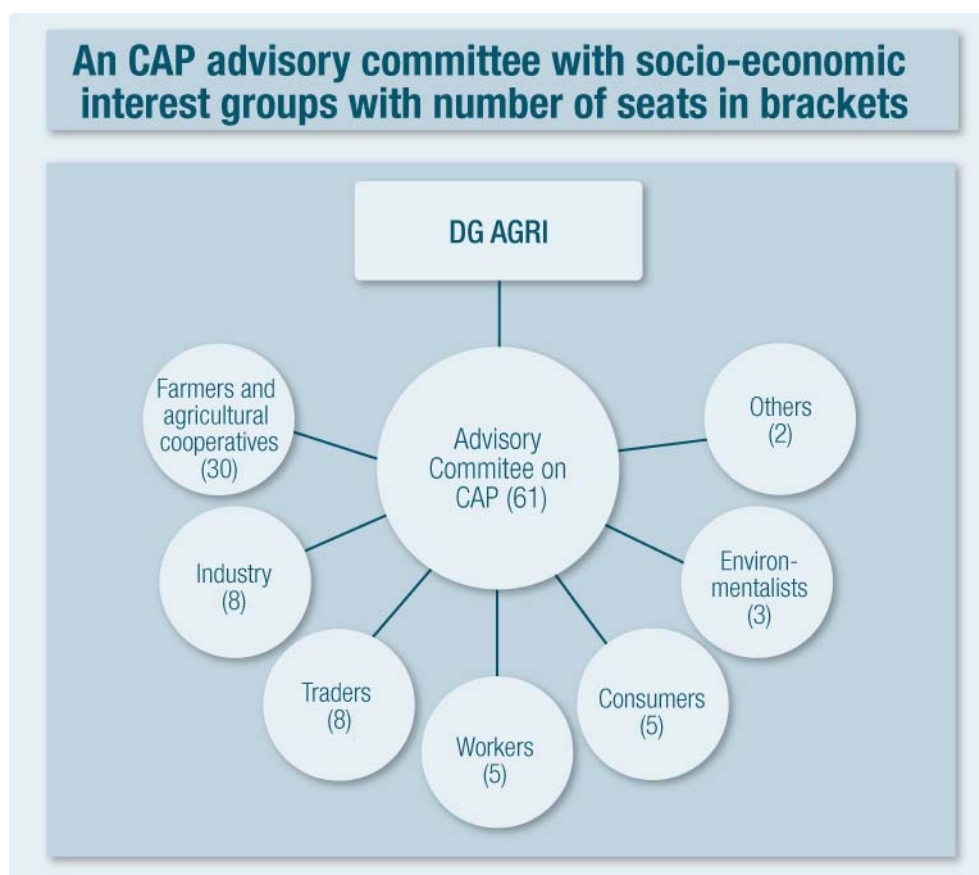 An CAP advisory committee with socio-economic
interest groups with number of seats in brackets
DG AGRI
Advisory
Commitee on
CAP (61)
Farmers and
agricultural
cooperatives
(30)
Industry
(8)
Traders
(8)
Workers
(5)
Consumers
(5)
Environ-
mentalists
(3)
Others
(2)